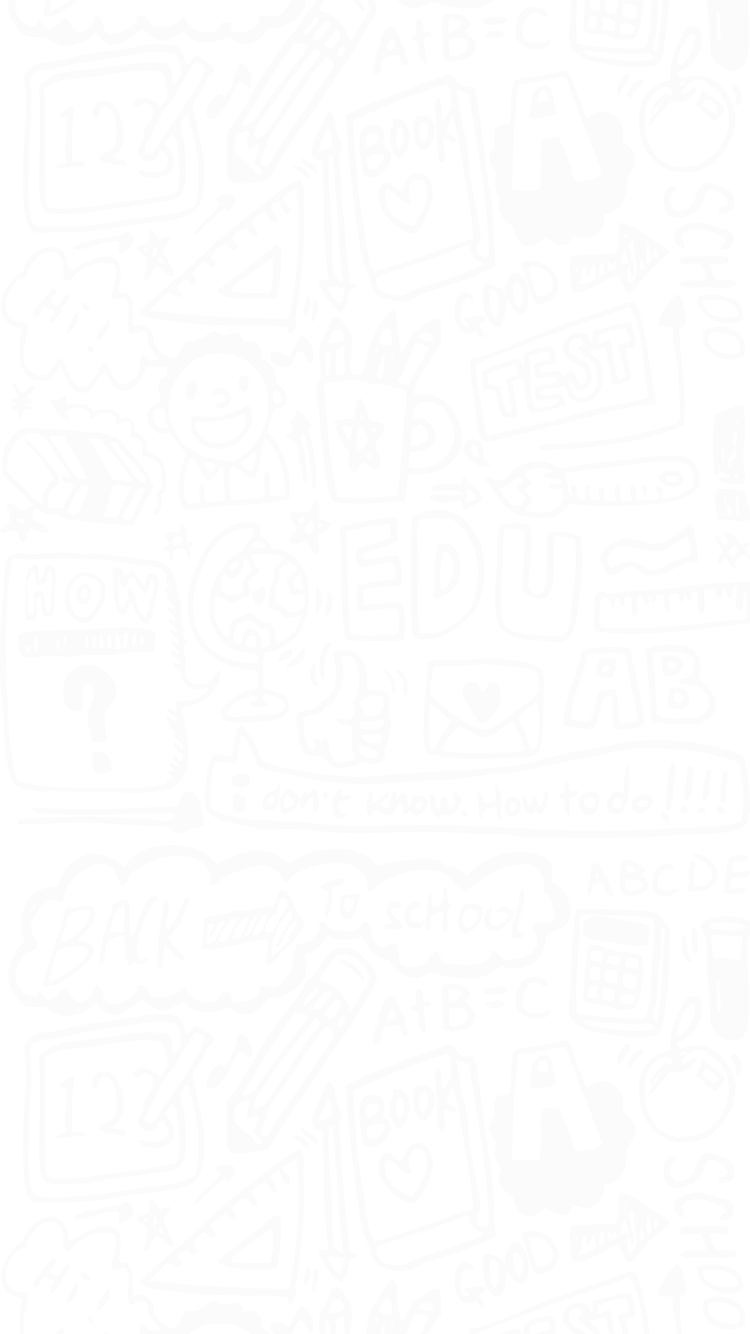 A+B=C
123
BOOK
A
SCHOO
Hi
GOOD
TEST
¥
EDU
HOW
?
AB
i don't know. How to do!!!!
BACK To scHool
ABCDE
A+B=C
123
BOOK
A
SCHOO
Hi
GOOD
TEST